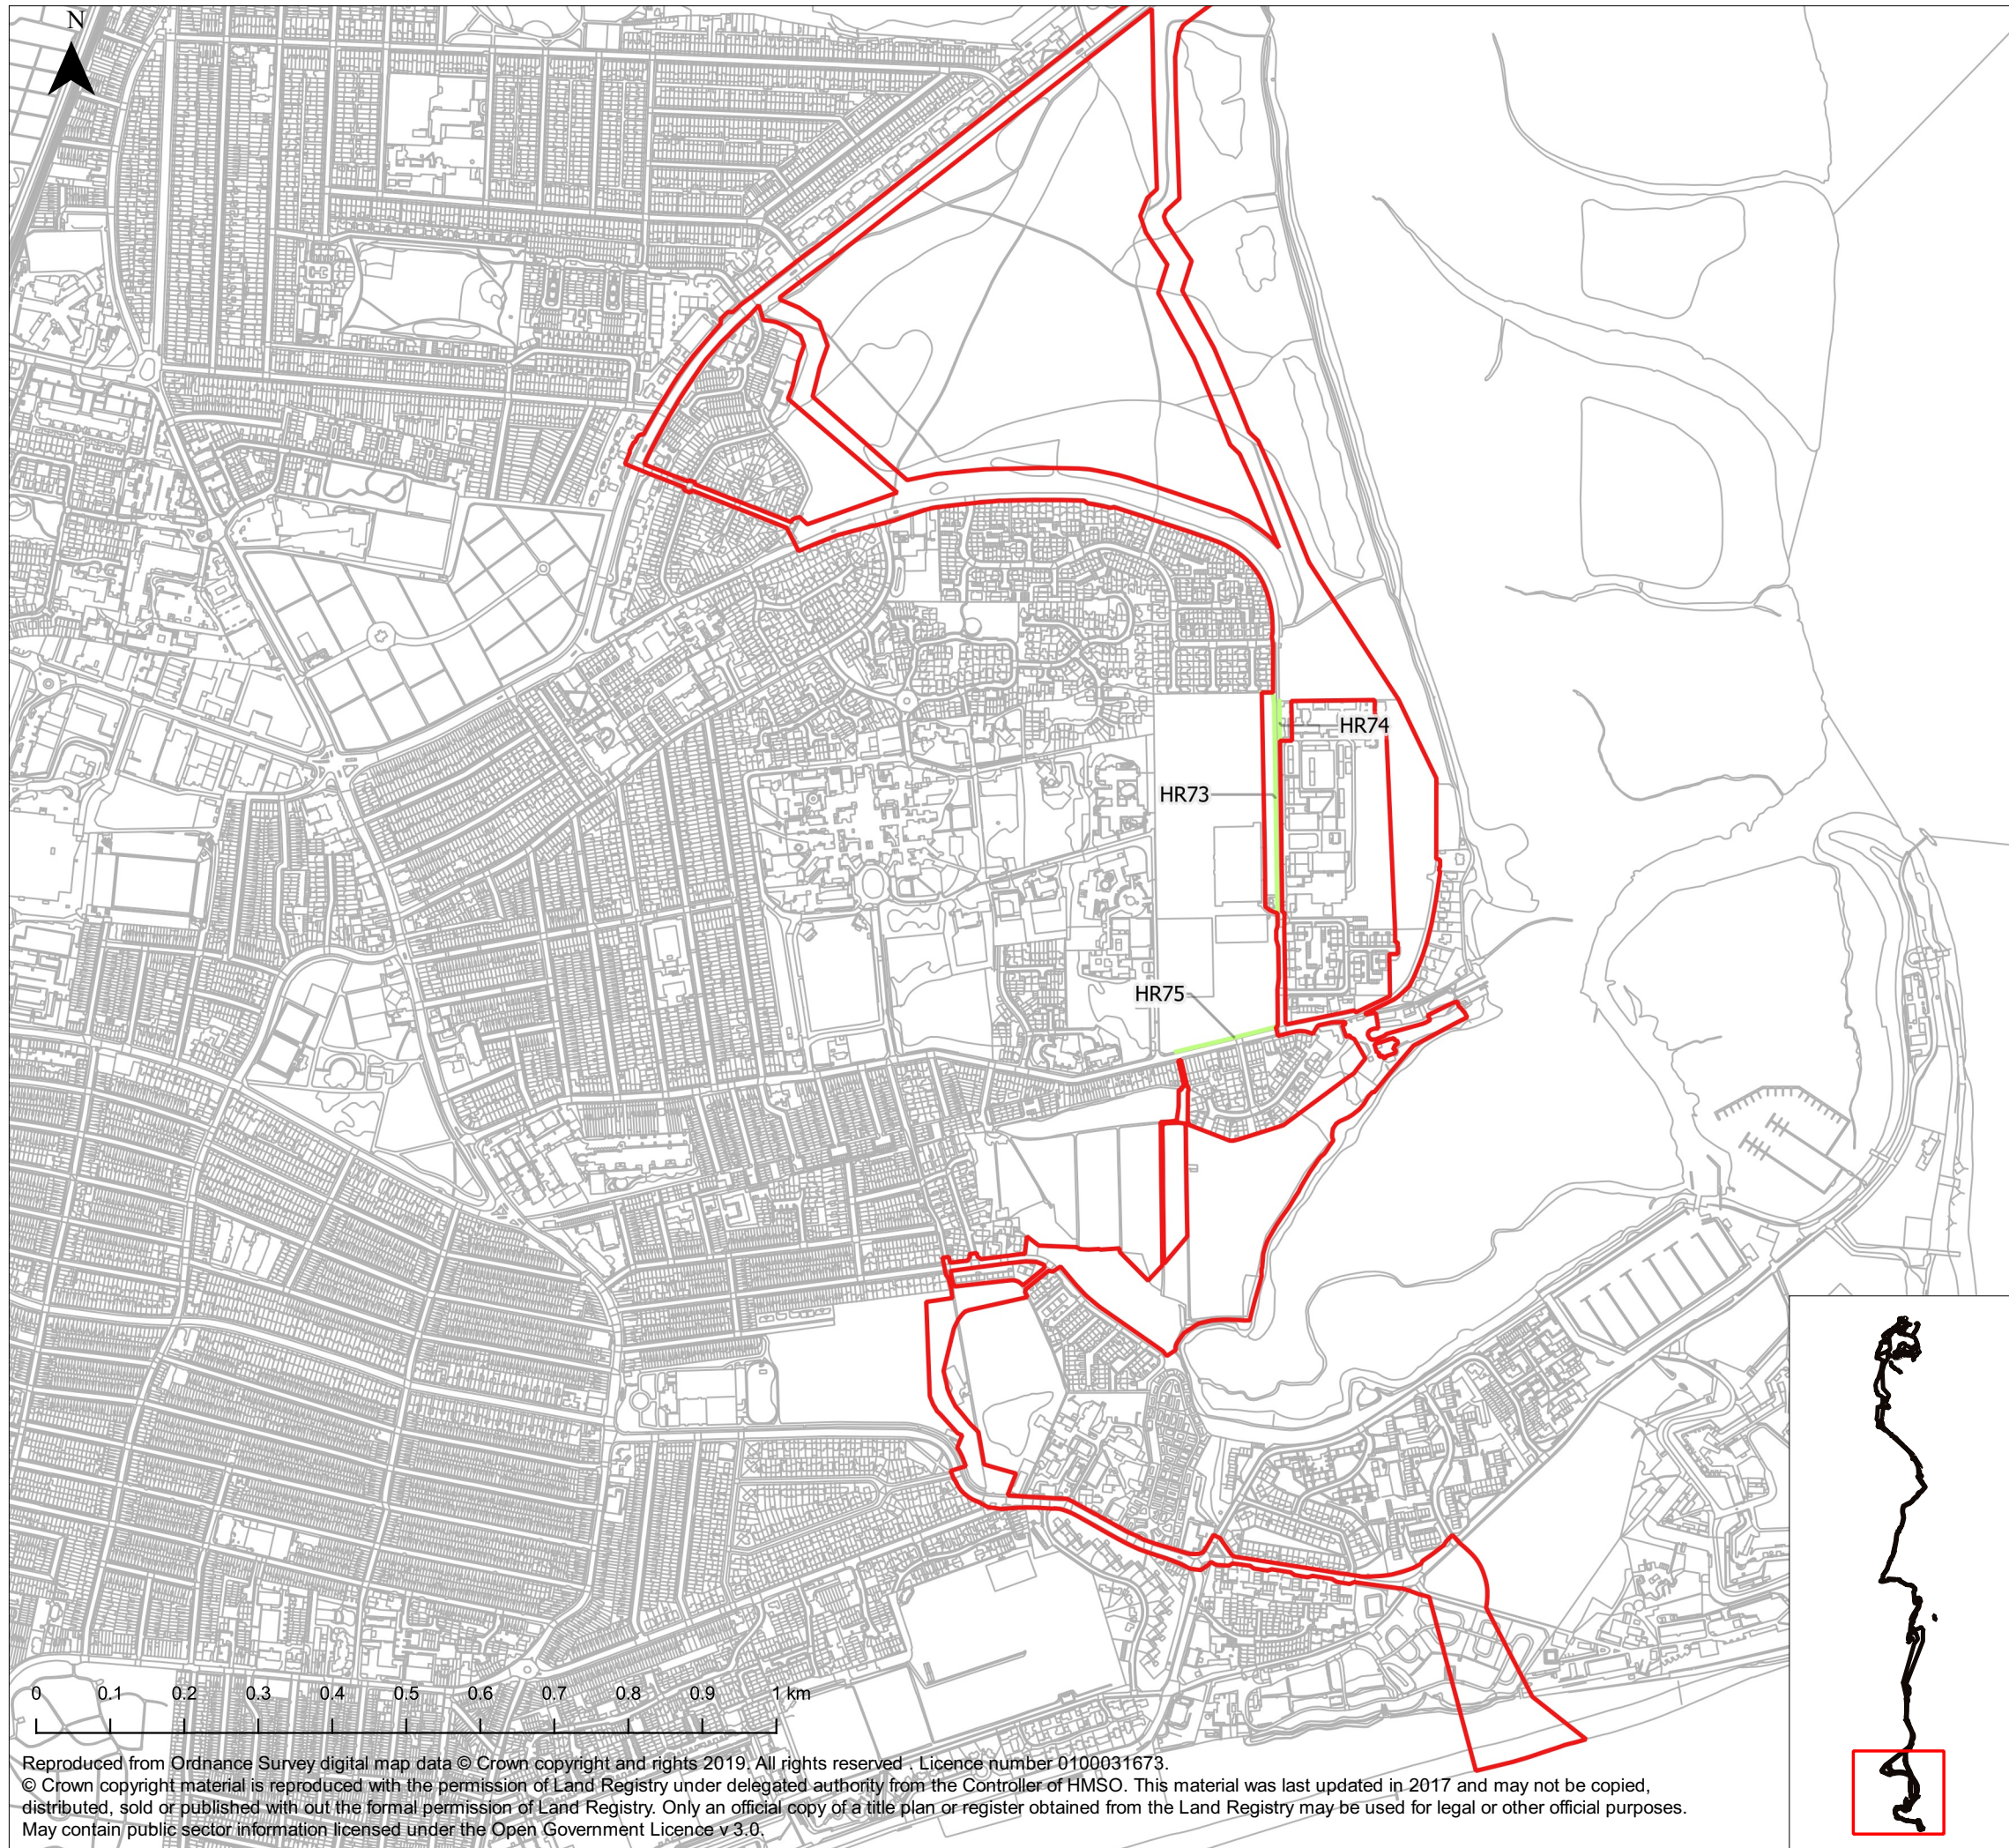 N
HR74
HR73
HR75
0 0.1 0.2 0.3 0.4 0.5 0.6 0.7 0.8 0.9 1 km
Reproduced from Ordnance Survey digital map data © Crown copyright and rights 2019. All rights reserved . Licence number 0100031673.
© Crown copyright material is reproduced with the permission of Land Registry under delegated authority from the Controller of HMSO. This material was last updated in 2017 and may not be copied,
distributed, sold or published with out the formal permission of Land Registry. Only an official copy of a title plan or register obtained from the Land Registry may be used for legal or other official purposes.
May contain public sector information licensed under the Open Government Licence v 3.0.